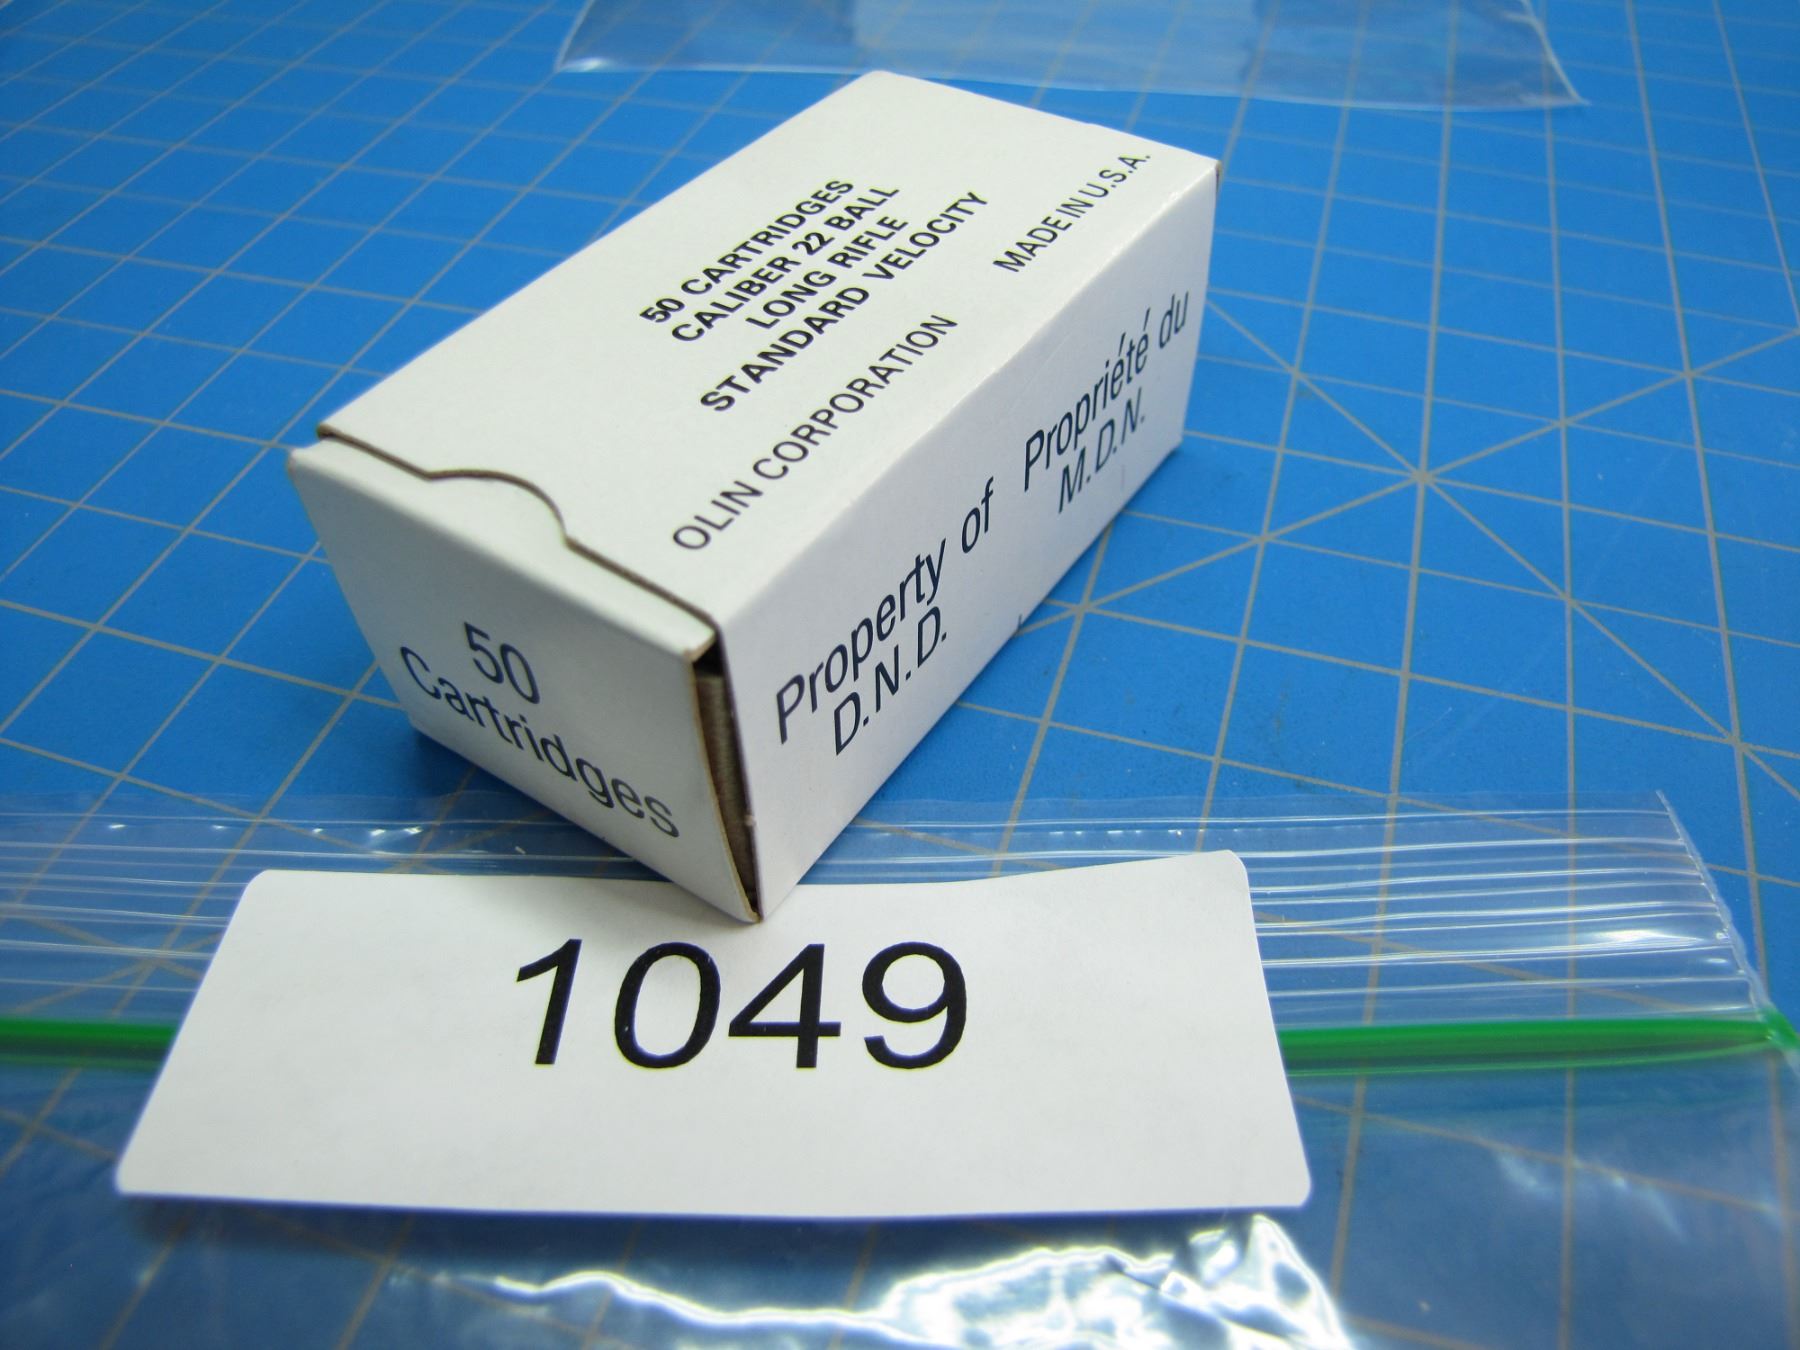 50 CARTRIDGES
CALIBER 22 BALL
LONG RIFLE
STANDARD VELOCITY
OLIN CORPORATION MADE IN U.S.A.
Property of Propriété du
D.N.D. M.D.N.
50
Cartridges
1049